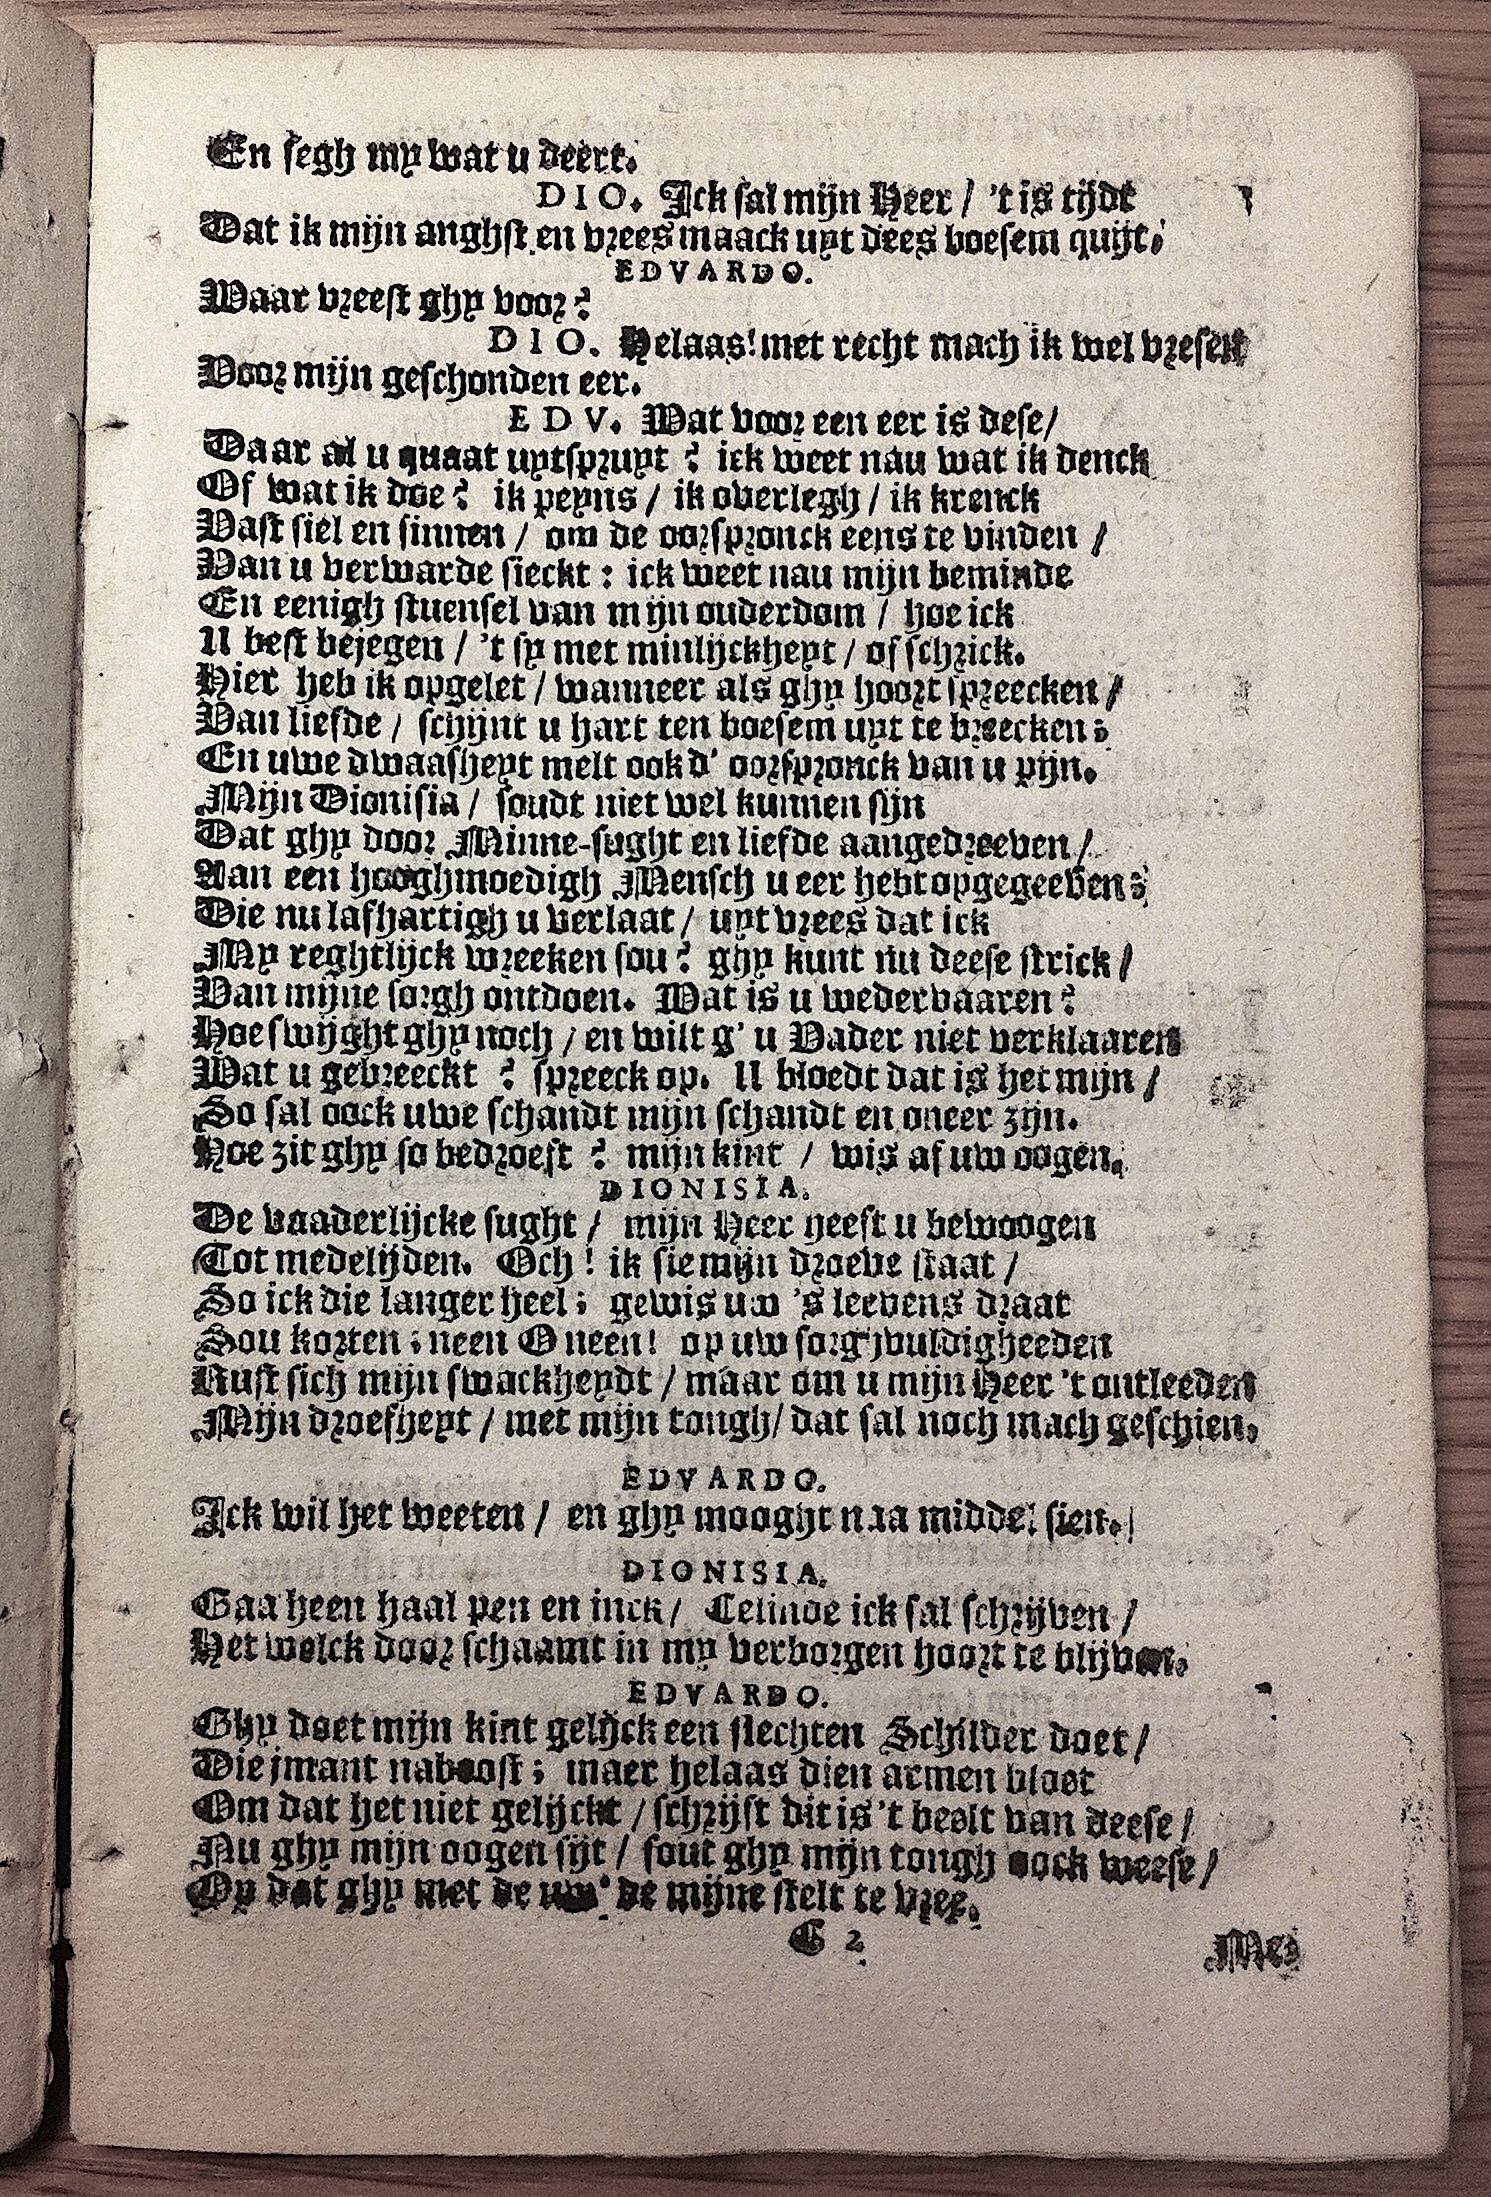 En segh my wat u deert.
DIO. Ick sal mijn Heer / 't is tijdt
Dat ik mijn anghst en vrees maack uyt dees boesem quijt.
EDVARDO.
Waar vreest ghy voor?
DIO. Helaas! met recht mach ik wel vresen
Voor mijn geschonden eer.
EDV. Wat voor een eer is dese /
Daar al u quaat uytspruyt? ick weet nau wat ik denck
Of wat ik doe? ik peyns / ik overlegh / ik krenck
Vast siel en sinnen / om de oorspronck eens te vinden /
Van u verwarde sieckt: ick weet nau mijn beminde
En eenigh stuensel van mijn ouderdom / hoe ick
U best bejegen / 't sy met minlijckheyt / of schrick.
Hier heb ik opgelet / wanneer als ghy hoort spreecken /
Van liefde / schijnt u hart ten boesem uyt te breecken;
En uwe dwaasheyt melt ook d' oorspronck van u pijn.
Mijn Dionisia / soudt niet wel kunnen sijn
Dat ghy door Minne-sught en liefde aangedreeven /
Aan een hooghmoedigh Mensch u eer hebt opgegeeven;
Die nu lafhartigh u verlaat / uyt vrees dat ick
My reghtlijck wreeken sou? ghy kunt nu deese strick /
Van mijne sorgh ontdoen. Wat is u wedervaaren?
Hoe swijght ghy noch / en wilt g' u Vader niet verklaaren
Wat u gebreeckt? spreeck op. U bloedt dat is het mijn /
So sal oock uwe schandt mijn schandt en oneer zijn.
Hoe zit ghy so bedroeft? mijn kint / wis af uw oogen.
DIONISIA.
De vaaderlijcke sught / mijn Heer heeft u bewoogen
Tot medelijden. Och! ik sie mijn droeve staat /
So ick die langer heel; gewis uw 's leevens draat
Sou korten; neen O neen! op uw sorghvuldigheeden
Rust sich mijn swackheydt / maar om u mijn Heer 't ontleeden
Mijn droefheyt / met mijn tongh / dat sal noch mach geschien.
EDVARDO.
Ick wil het weeten / en ghy mooght naa middel sien.
DIONISIA.
Gaa heen haal pen en inck / Celinde ick sal schrijven /
Het welck door schaamt in my verborgen hoort te blijven.
EDVARDO.
Ghy doet mijn kint gelijck een slechten Schilder doet /
Die jmant naboost; maer helaas dien armen bloet
Om dat het niet gelijckt / schrijft dit is 't beelt van deese /
Nu ghy mijn oogen sijt / sout ghy mijn tongh oock weese /
Op dat ghy met de uw' de mijne stelt te vree.
C 2
Me